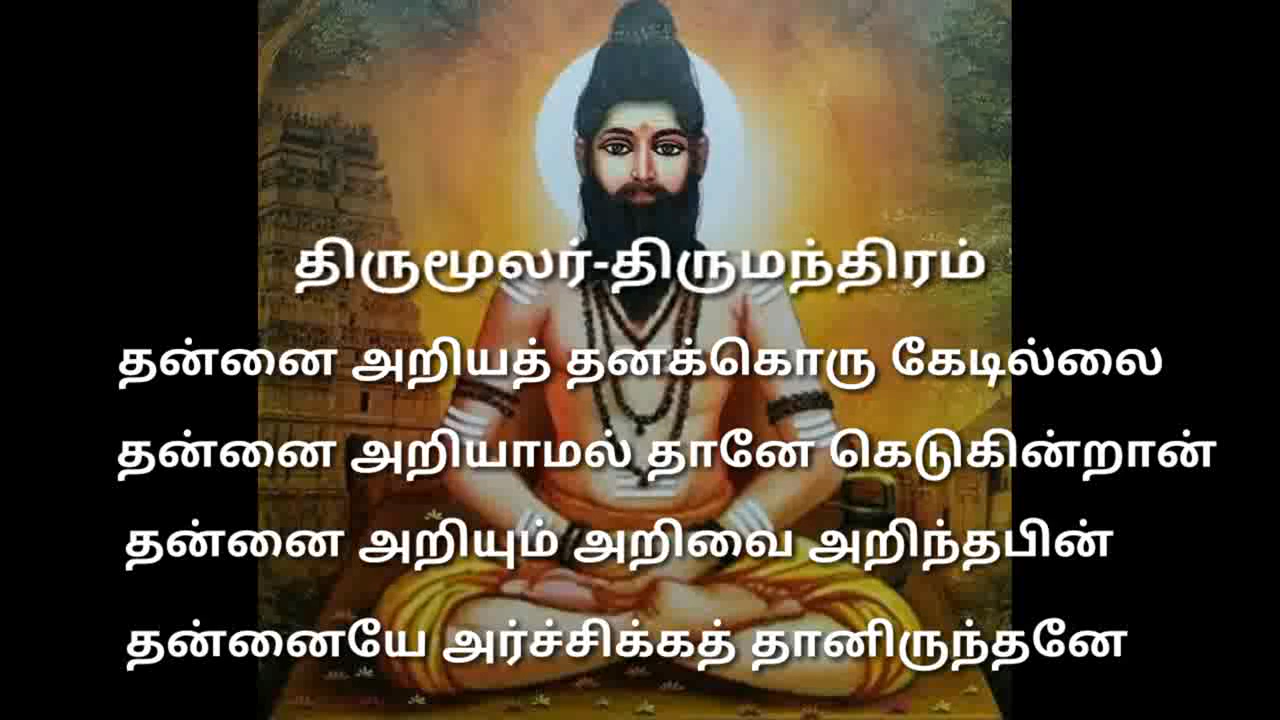 திருமூலர்-திருமந்திரம்
தன்னை அறியத் தனக்கொரு கேடில்லை
தன்னை அறியாமல் தானே கெடுகின்றான்
தன்னை அறியும் அறிவை அறிந்தபின்
தன்னையே அர்ச்சிக்கத் தானிருந்தனே